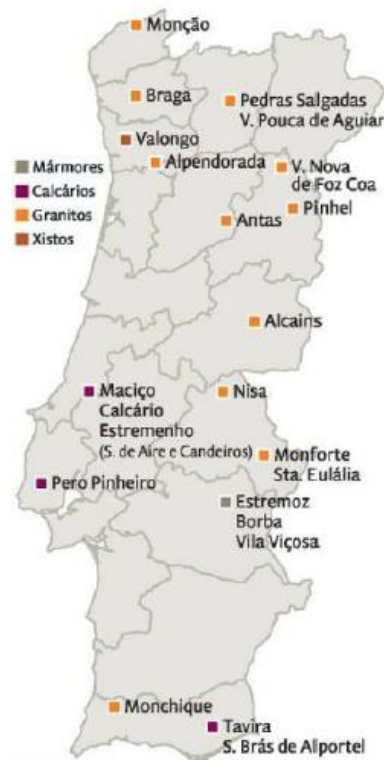 Monção
Braga
Pedras Salgadas
V. Pouca de Aguiar
Valongo
Alpendorada
Mármores
Calcários
Granitos
Xistos
V. Nova
de Foz Coa
Pinhel
Antas
Alcains
Maciço
Calcário
Estremenho
(S. de Aire e Candeiros)
Nisa
Monforte
Sta. Eulália
Pero Pinheiro
Estremoz
Borba
Vila Viçosa
Monchique
Tavira
S. Brás de Alportel